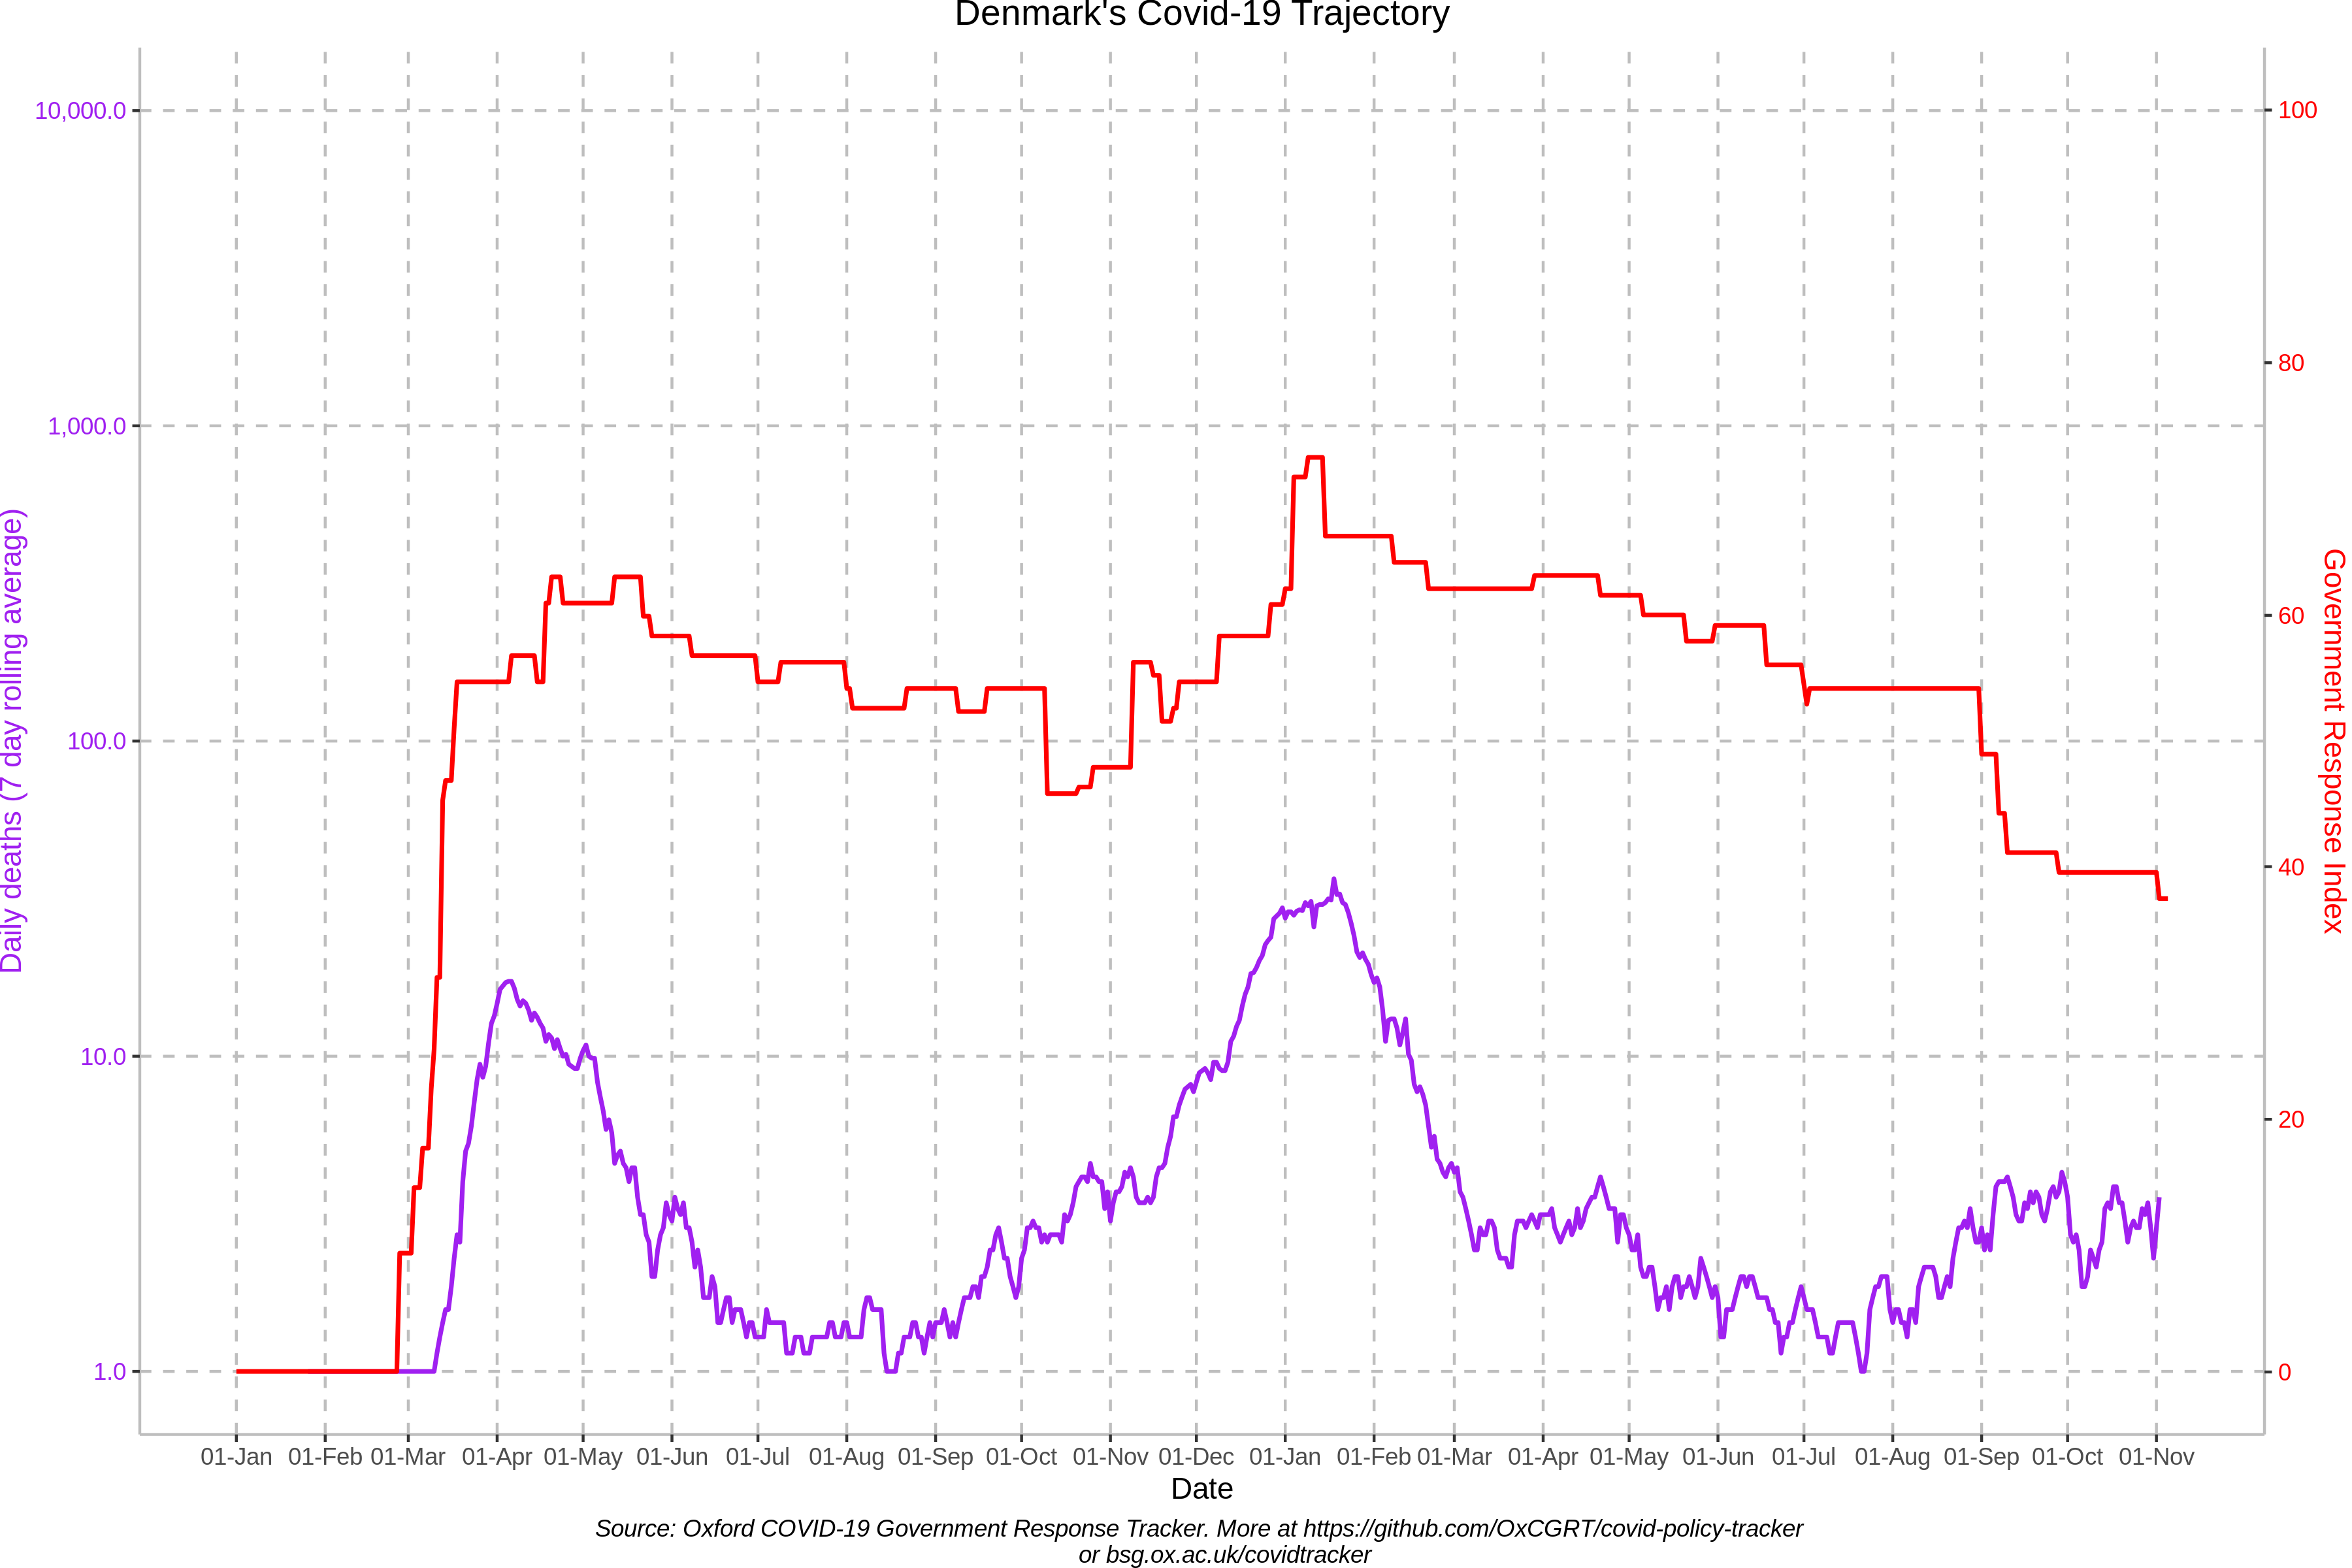 Denmark's Covid-19 Trajectory
10,000.0
1,000.0
100.0
10.0
1.0
Daily deaths (7 day rolling average)
100
80
60
40
20
0
Government Response Index
01-Jan 01-Feb 01-Mar 01-Apr 01-May 01-Jun 01-Jul 01-Aug 01-Sep 01-Oct 01-Nov 01-Dec 01-Jan 01-Feb 01-Mar 01-Apr 01-May 01-Jun 01-Jul 01-Aug 01-Sep 01-Oct 01-Nov
Date
Source: Oxford COVID-19 Government Response Tracker. More at https://github.com/OxCGRT/covid-policy-tracker
or bsg.ox.ac.uk/covidtracker